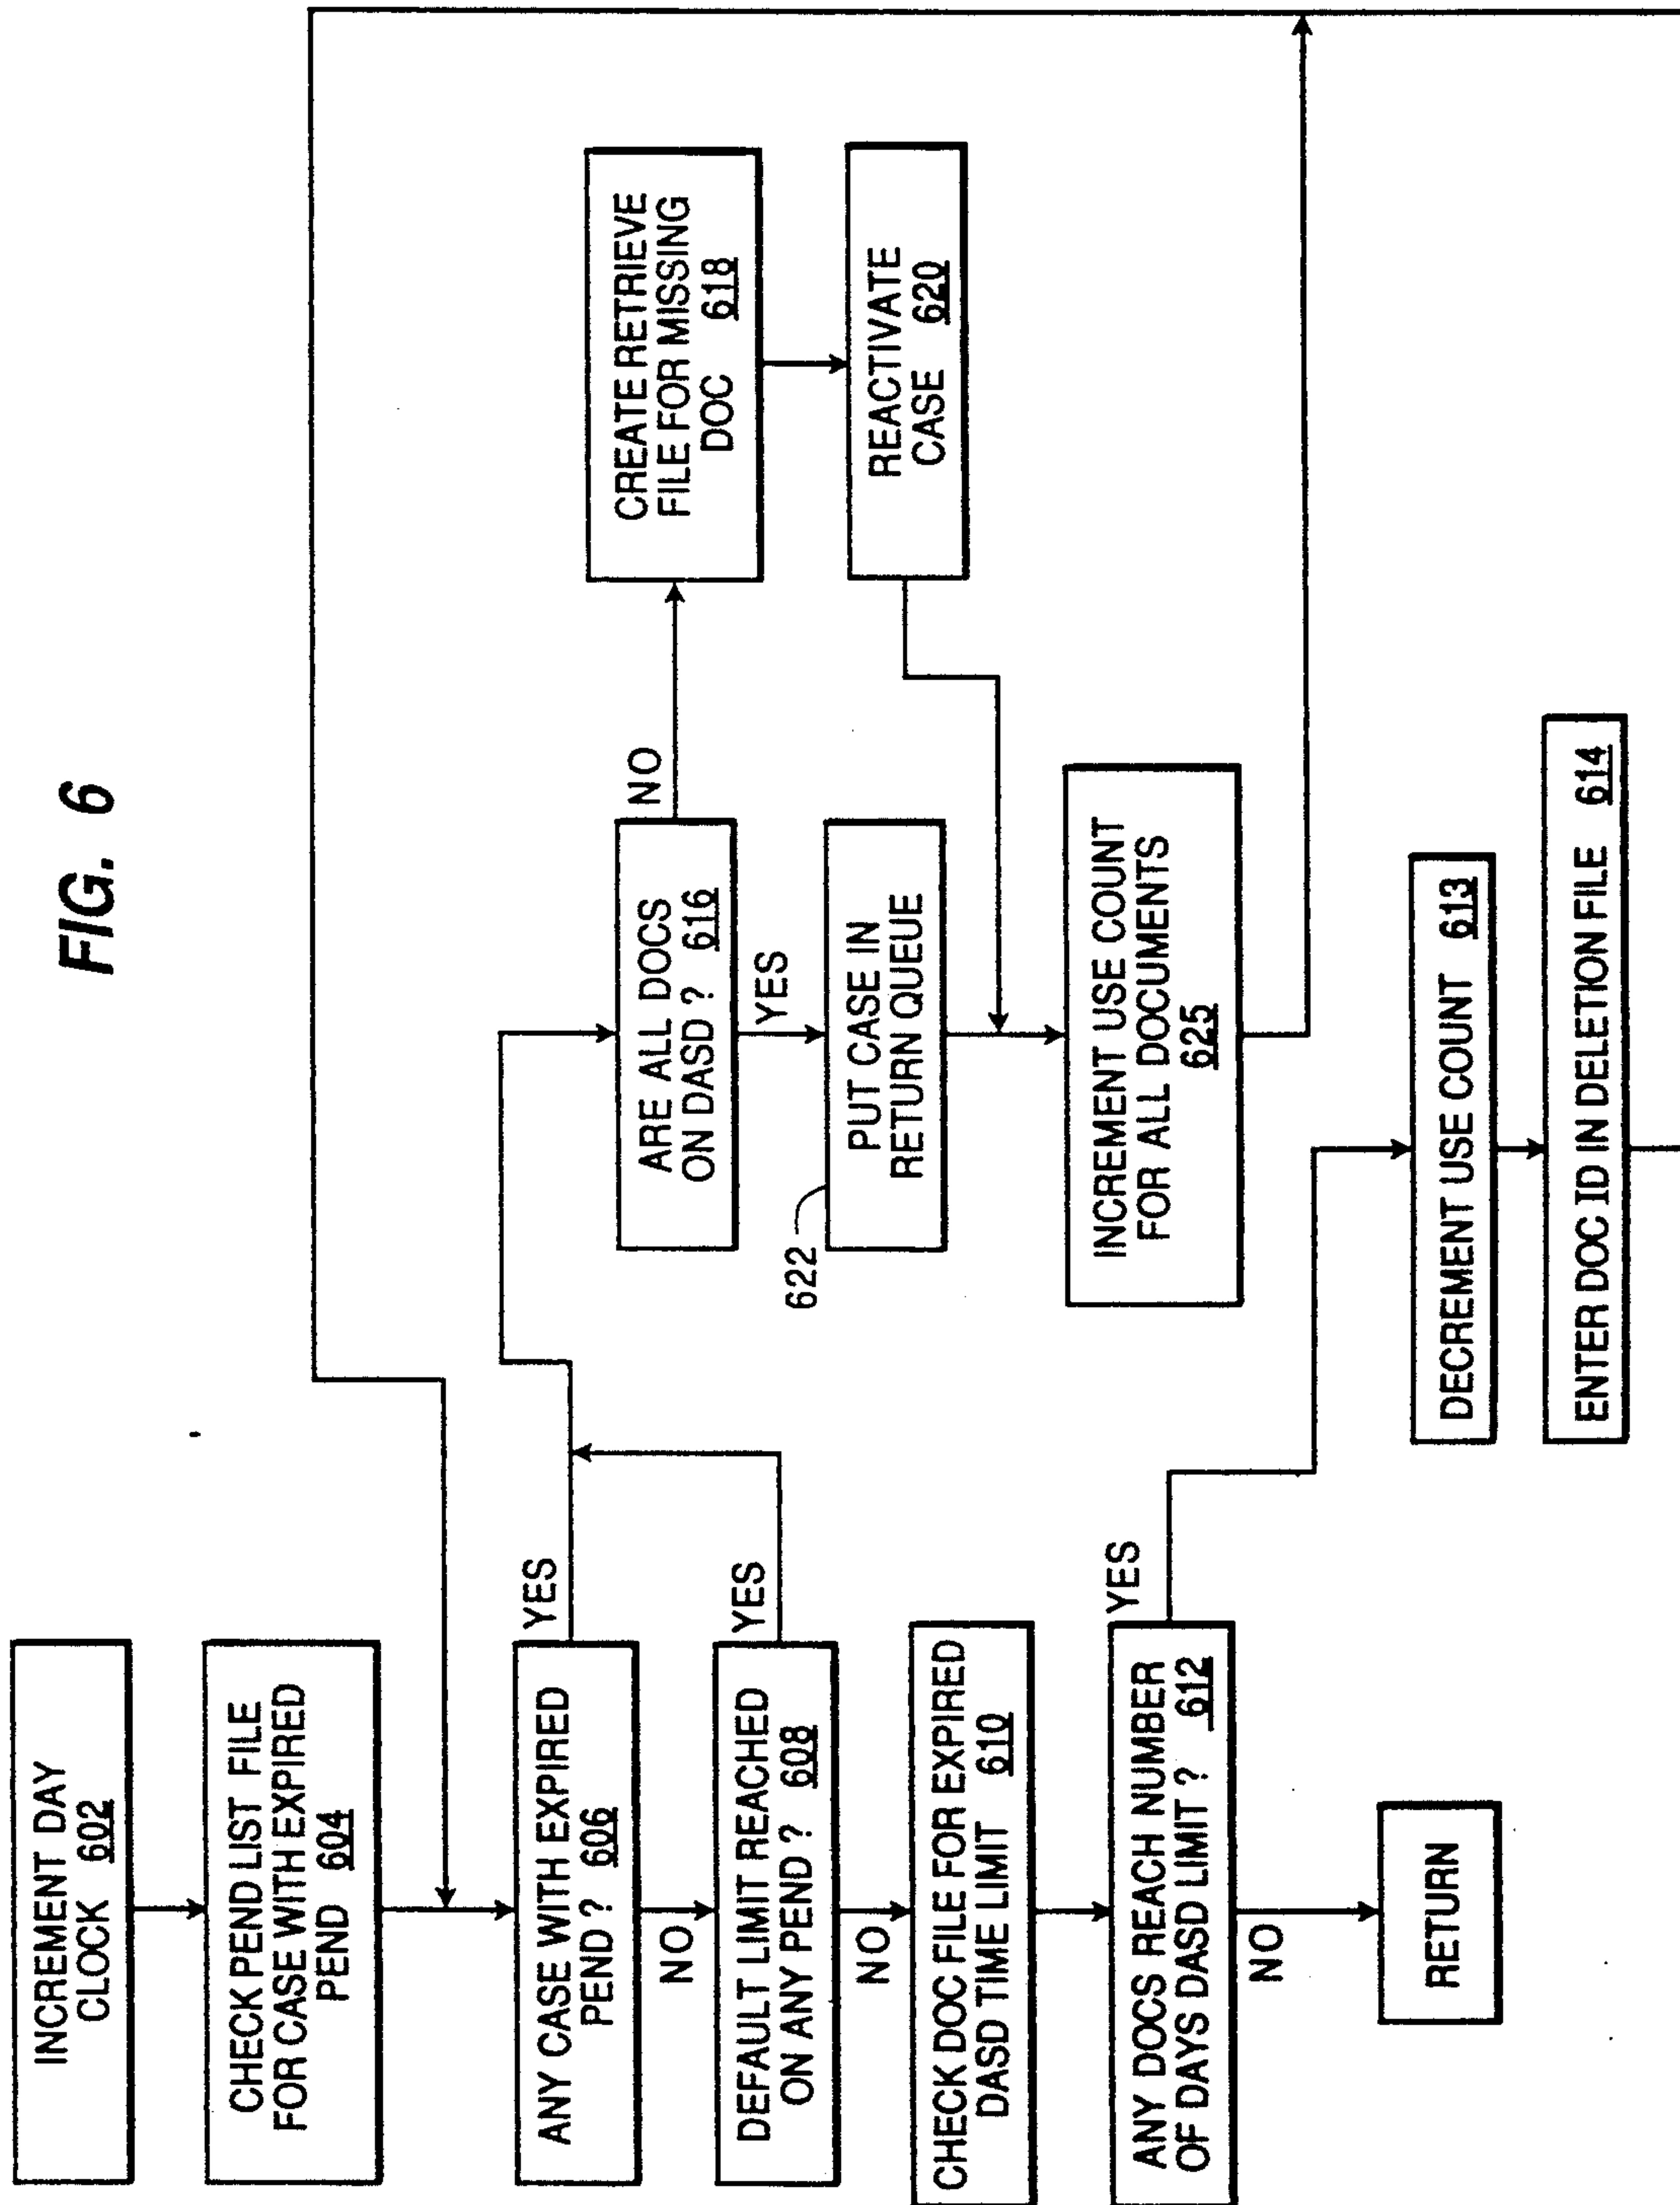 FIG. 6
INCREMENT DAY
CLOCK 602
CHECK PEND LIST FILE
FOR CASE WITH EXPIRED
PEND 604
ANY CASE WITH EXPIRED
PEND ? 606
YES
NO
DEFAULT LIMIT REACHED
ON ANY PEND ? 608
YES
NO
CHECK DOC FILE FOR EXPIRED
DASD TIME LIMIT 610
ANY DOCS REACH NUMBER
OF DAYS DASD LIMIT ? 612
YES
NO
RETURN
ARE ALL DOCS
ON DASD ? 616
NO
YES
622
PUT CASE IN
RETURN QUEUE
INCREMENT USE COUNT
FOR ALL DOCUMENTS
625
DECREMENT USE COUNT 613
ENTER DOC ID IN DELETION FILE 614
CREATE RETRIEVE
FILE FOR MISSING
DOC 618
REACTIVATE
CASE 620